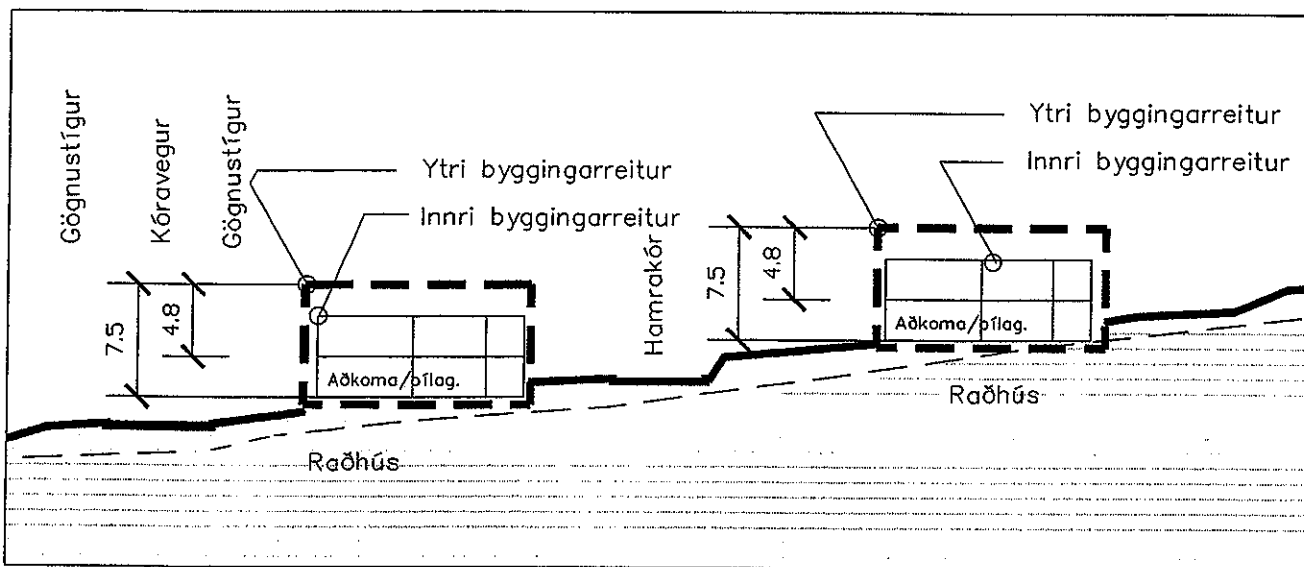 Gögnustígur
Kóravegur
Gögnustígur
Ytri byggingarreitur
Innri byggingarreitur
7.5
4.8
Aðkoma/bílag.
Raðhús
Hamrakór
Ytri byggingarreitur
Innri byggingarreitur
7.5
4.8
Aðkoma/bílag.
Raðhús